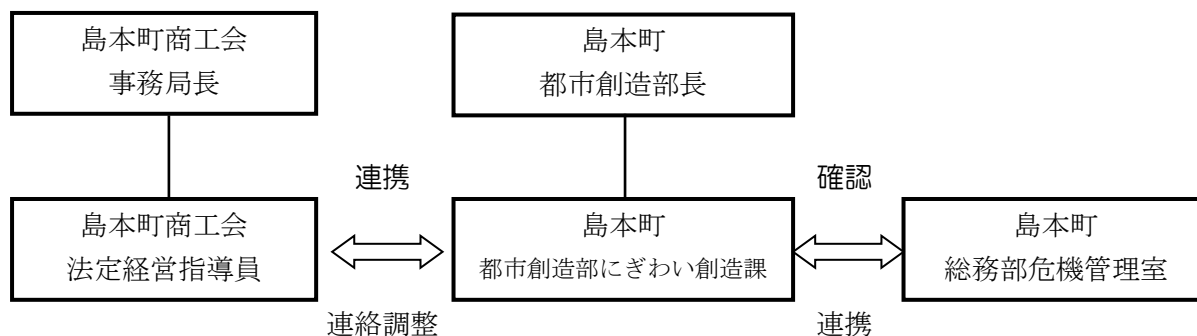 島本町商工会
事務局長
島本町
都市創造部長
連携
確認
島本町商工会
法定経営指導員
島本町
都市創造部にぎわい創造課
島本町
総務部危機管理室
連絡調整
連携